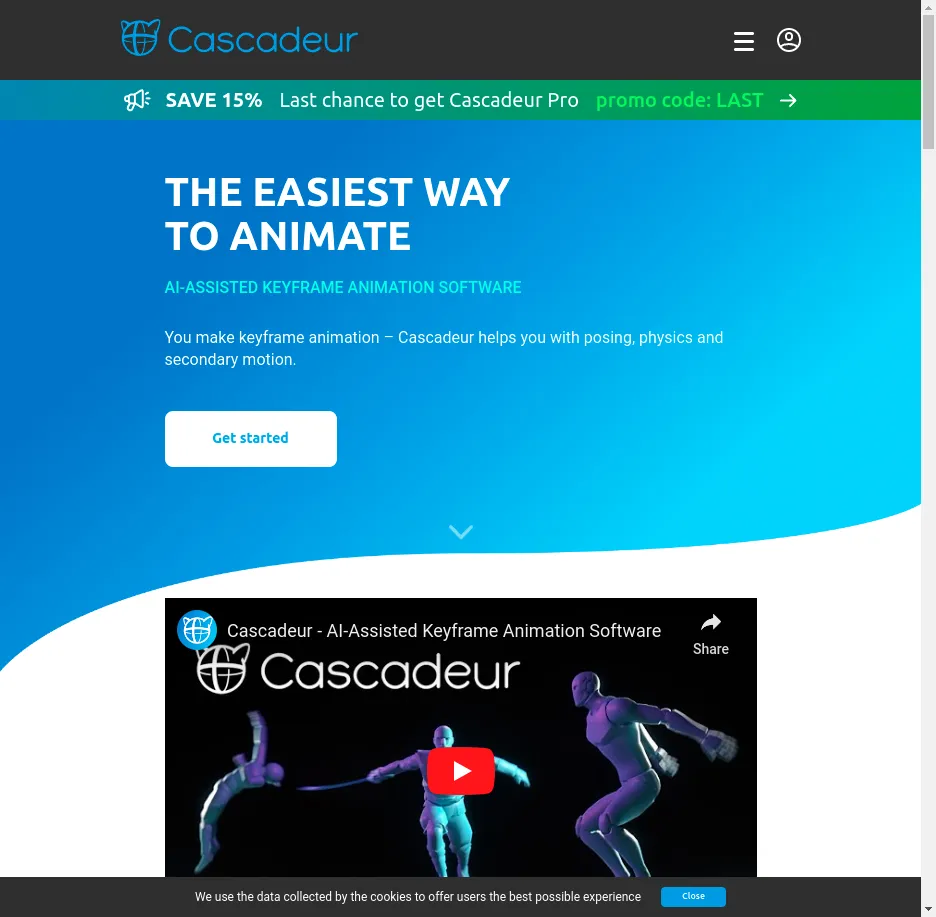 Cascadeur
SAVE 15% Last chance to get Cascadeur Pro promo code: LAST
THE EASIEST WAY
TO ANIMATE
AI-ASSISTED KEYFRAME ANIMATION SOFTWARE
You make keyframe animation – Cascadeur helps you with posing, physics and
secondary motion.
Get started
Cascadeur - AI-Assisted Keyframe Animation Software
Share
Cascadeur
We use the data collected by the cookies to offer users the best possible experience
Close